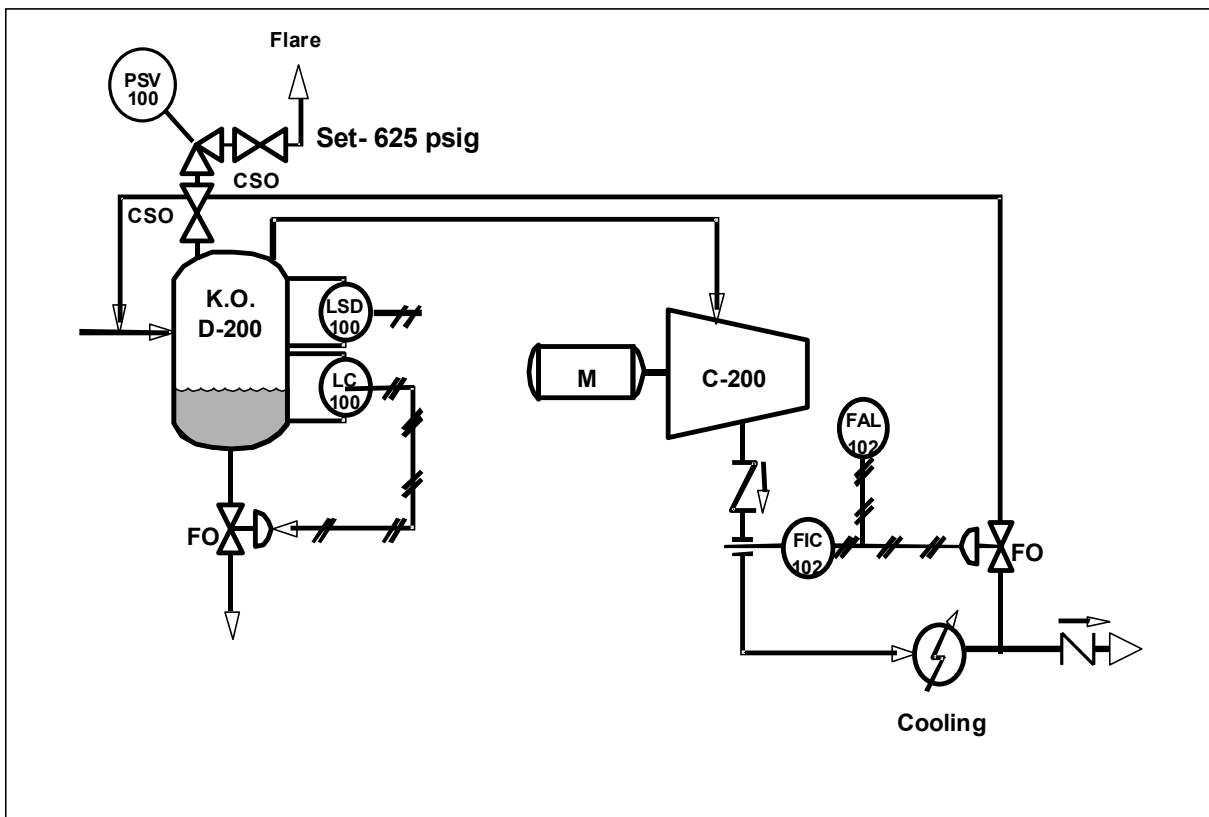 Flare
PSV
100
Set- 625 psig
CSO
CSO
K.O.
D-200
LSD
100
LC
100
M
C-200
FAL
102
FO
FIC
102
FO
Cooling